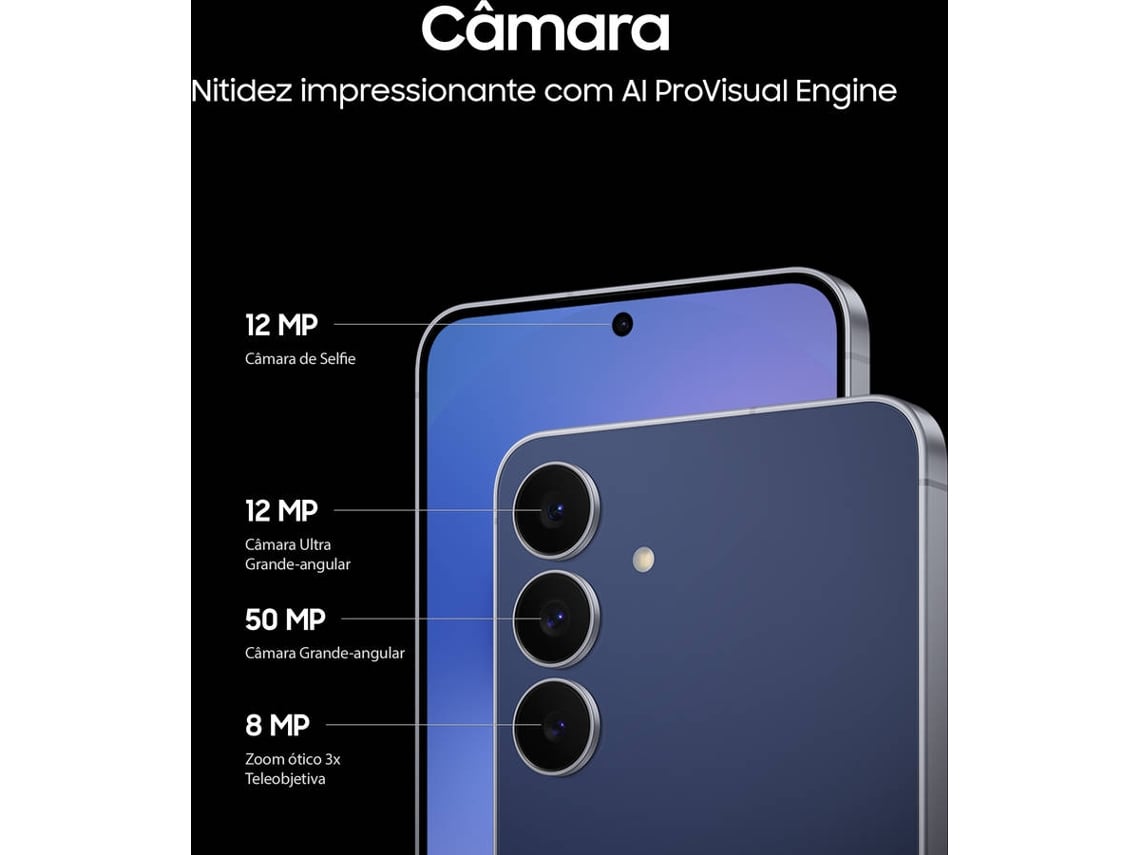 Câmara
Nitidez impressionante com AI ProVisual Engine
12 MP
Câmara de Selfie
12 MP
Câmara Ultra
Grande-angular
50 MP
Câmara Grande-angular
8 MP
Zoom ótico 3x
Teleobjetiva